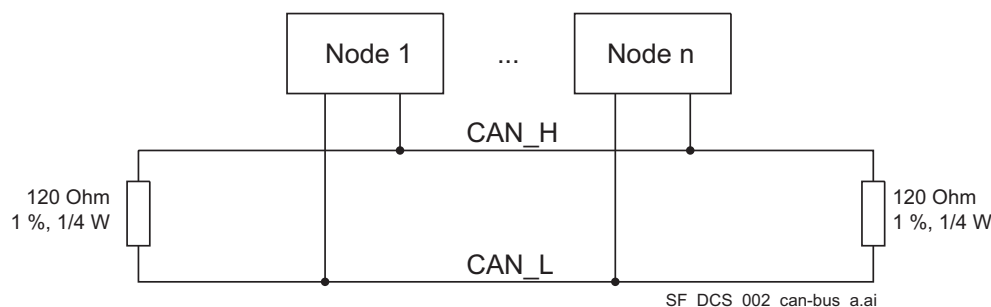 Node 1
...
Node n
CAN_H
120 Ohm
1 %, 1/4 W
120 Ohm
1 %, 1/4 W
CAN_L
SF_DCS_002_can-bus_a.ai